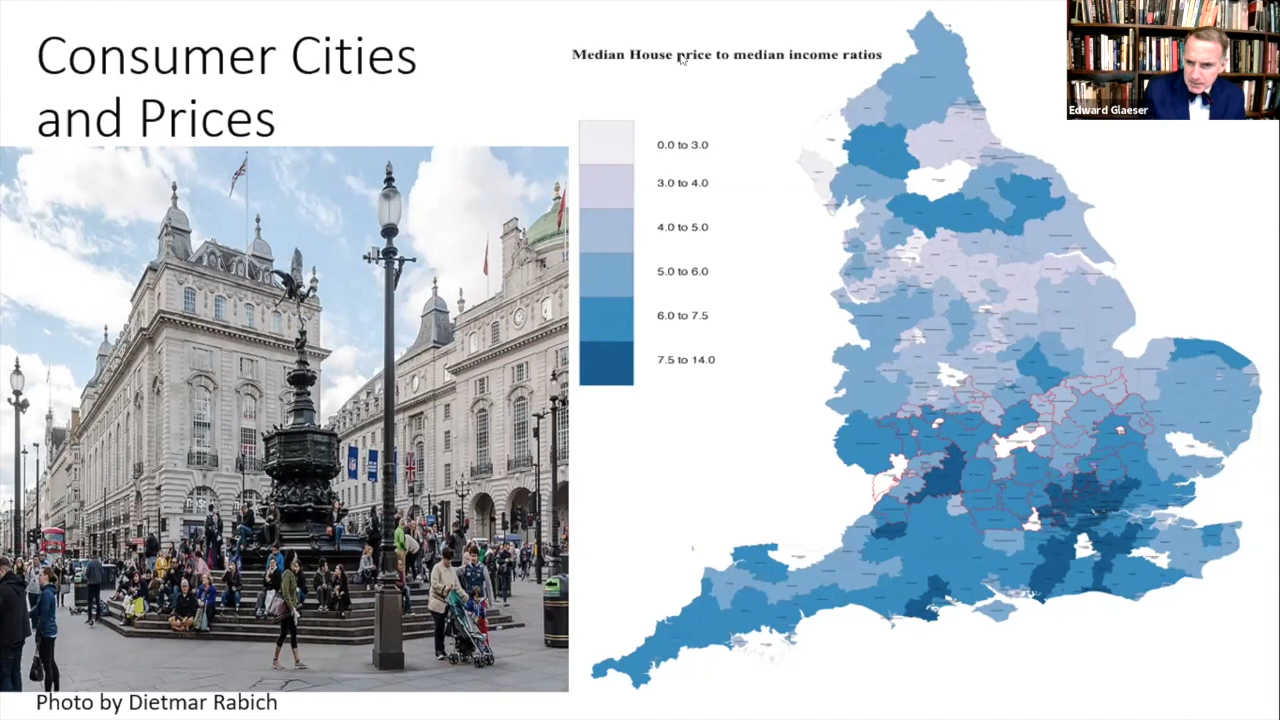 Consumer Cities
and Prices
Median House price to median income ratios
0.0 to 3.0
3.0 to 4.0
4.0 to 5.0
5.0 to 6.0
6.0 to 7.5
7.5 to 14.0
Edward Glaeser
Photo by Dietmar Rabich